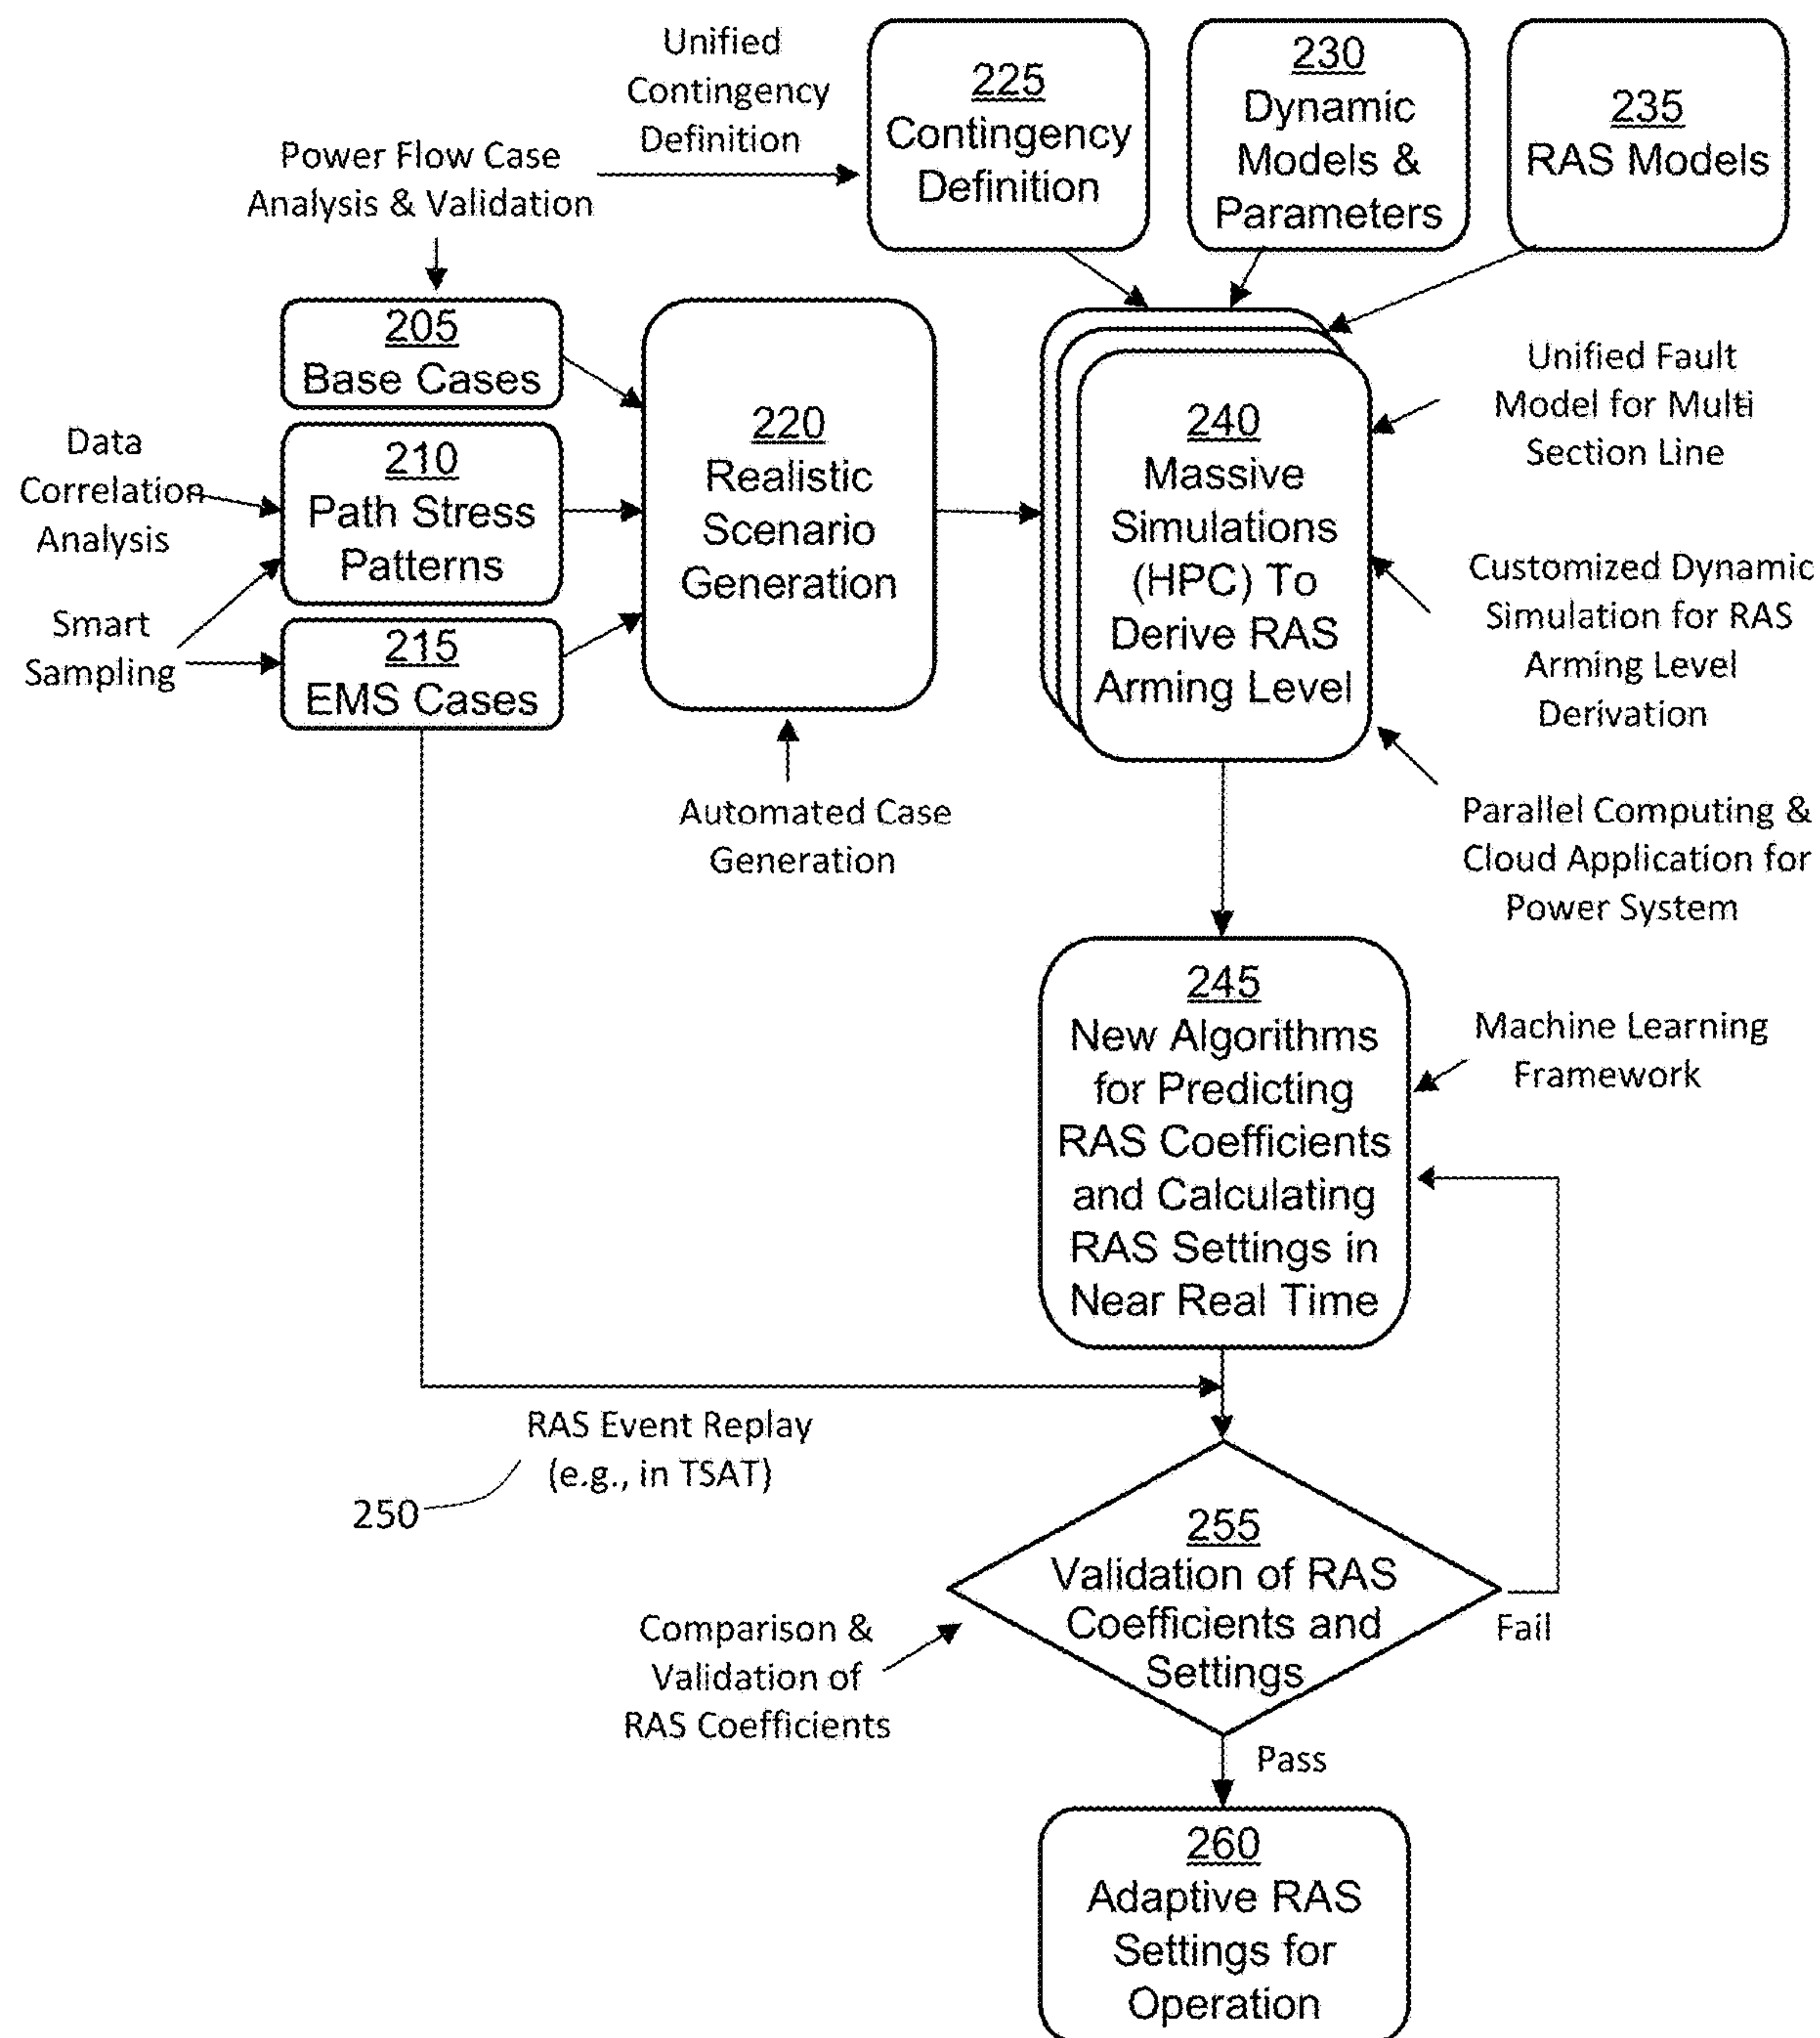 Unified
Contingency
Definition
225
Contingency
Definition
230
Dynamic
Models &
Parameters
235
RAS Models
Power Flow Case
Analysis & Validation
205
Base Cases
Data
Correlation
Analysis
210
Path Stress
Patterns
Smart
Sampling
215
EMS Cases
220
Realistic
Scenario
Generation
Automated Case
Generation
240
Massive
Simulations
(HPC) To
Derive RAS
Arming Level
Unified Fault
Model for Multi
Section Line
Customized Dynamic
Simulation for RAS
Arming Level
Derivation
Parallel Computing &
Cloud Application for
Power System
245
New Algorithms
for Predicting
RAS Coefficients
and Calculating
RAS Settings in
Near Real Time
Machine Learning
Framework
RAS Event Replay
(e.g., in TSAT)
250
255
Validation of RAS
Coefficients and
Settings
Fail
Comparison &
Validation of
RAS Coefficients
Pass
260
Adaptive RAS
Settings for
Operation